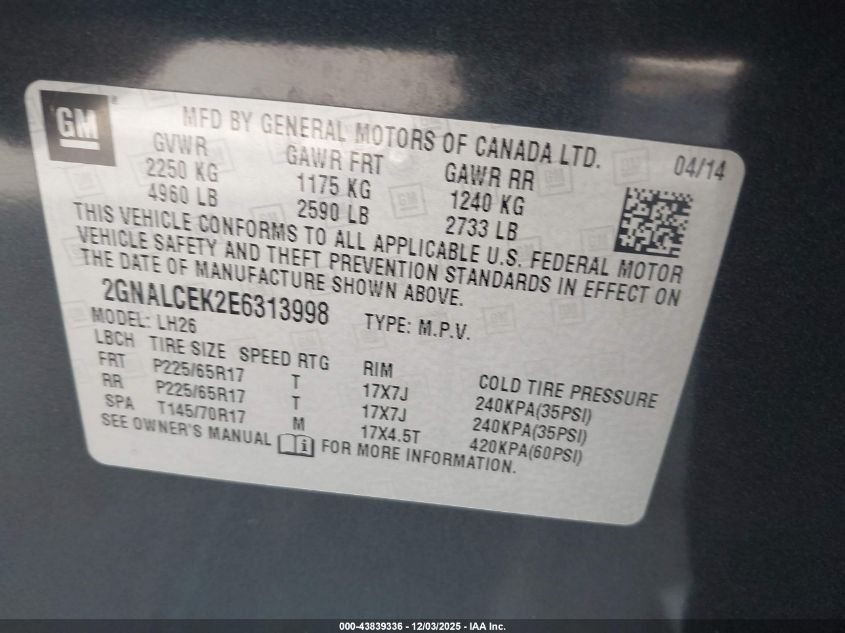 GM
MFD BY GENERAL MOTORS OF CANADA LTD.
04/14
GVWR GAWR FRT GAWR RR
2250 KG 1175 KG 1240 KG
4960 LB 2590 LB 2733 LB
THIS VEHICLE CONFORMS TO ALL APPLICABLE U.S. FEDERAL MOTOR
VEHICLE SAFETY AND THEFT PREVENTION STANDARDS IN EFFECT ON
THE DATE OF MANUFACTURE SHOWN ABOVE.
2GNALCEK2E6313998 TYPE: M.P.V.
MODEL: LH26
LBCH TIRE SIZE SPEED RTG RIM COLD TIRE PRESSURE
FRT P225/65R17 T 17X7J 240KPA(35PSI)
RR P225/65R17 T 17X7J 240KPA(35PSI)
SPA T145/70R17 M 17X4.5T 420KPA(60PSI)
SEE OWNER'S MANUAL FOR MORE INFORMATION.
000-43839336 - 12/03/2025 - IAA Inc.